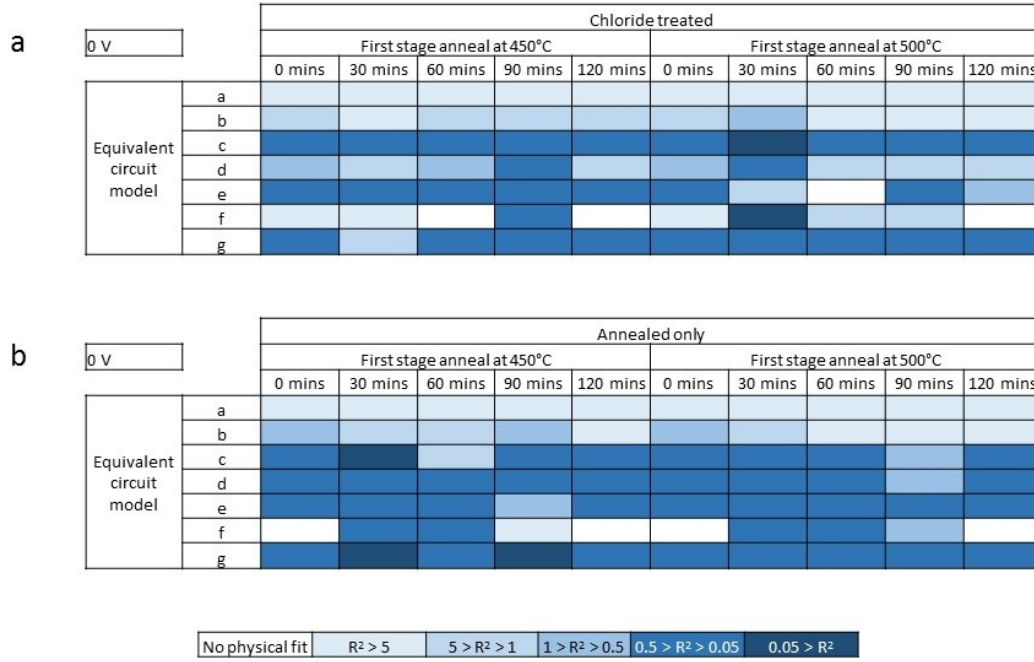 a
Chloride treated
0 V
First stage anneal at 450°C First stage anneal at 500°C
0 mins 30 mins 60 mins 90 mins 120 mins 0 mins 30 mins 60 mins 90 mins 120 mins
Equivalent circuit model
a
b
c
d
e
f
g
b
Annealed only
0 V
First stage anneal at 450°C First stage anneal at 500°C
0 mins 30 mins 60 mins 90 mins 120 mins 0 mins 30 mins 60 mins 90 mins 120 mins
Equivalent circuit model
a
b
c
d
e
f
g
No physical fit R² > 5 5 > R² > 1 1 > R² > 0.5 0.5 > R² > 0.05 0.05 > R²